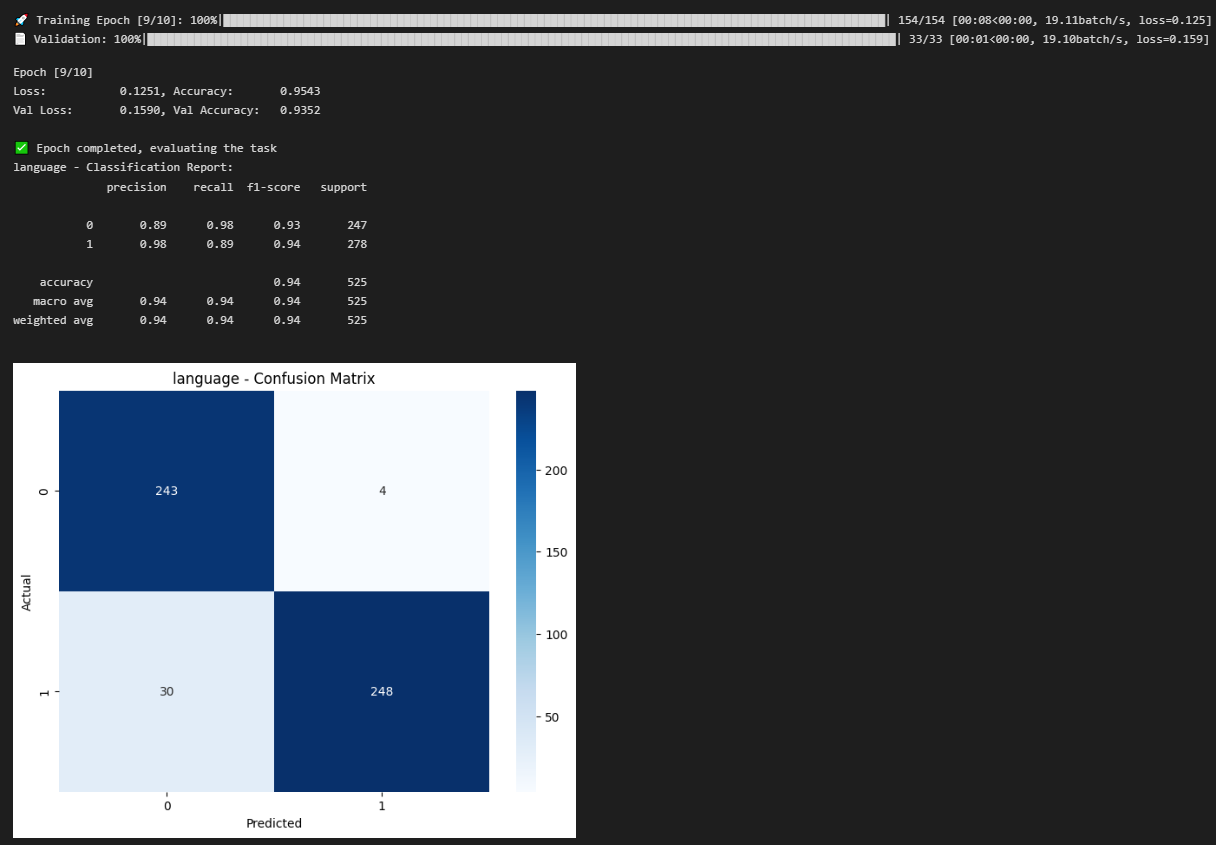 🚀 Training Epoch [9/10]: 100%|██████████| 154/154 [00:08<00:00, 19.11batch/s, loss=0.125]
📄 Validation: 100%|██████████| 33/33 [00:01<00:00, 19.10batch/s, loss=0.159]
Epoch [9/10]
Loss: 0.1251, Accuracy: 0.9543
Val Loss: 0.1590, Val Accuracy: 0.9352
✅ Epoch completed, evaluating the task
language - Classification Report:
precision recall f1-score support
0 0.89 0.98 0.93 247
1 0.98 0.89 0.94 278
accuracy 0.94 525
macro avg 0.94 0.94 0.94 525
weighted avg 0.94 0.94 0.94 525
language - Confusion Matrix
Actual
0
1
243 4
30 248
0 1
Predicted
200
150
100
50